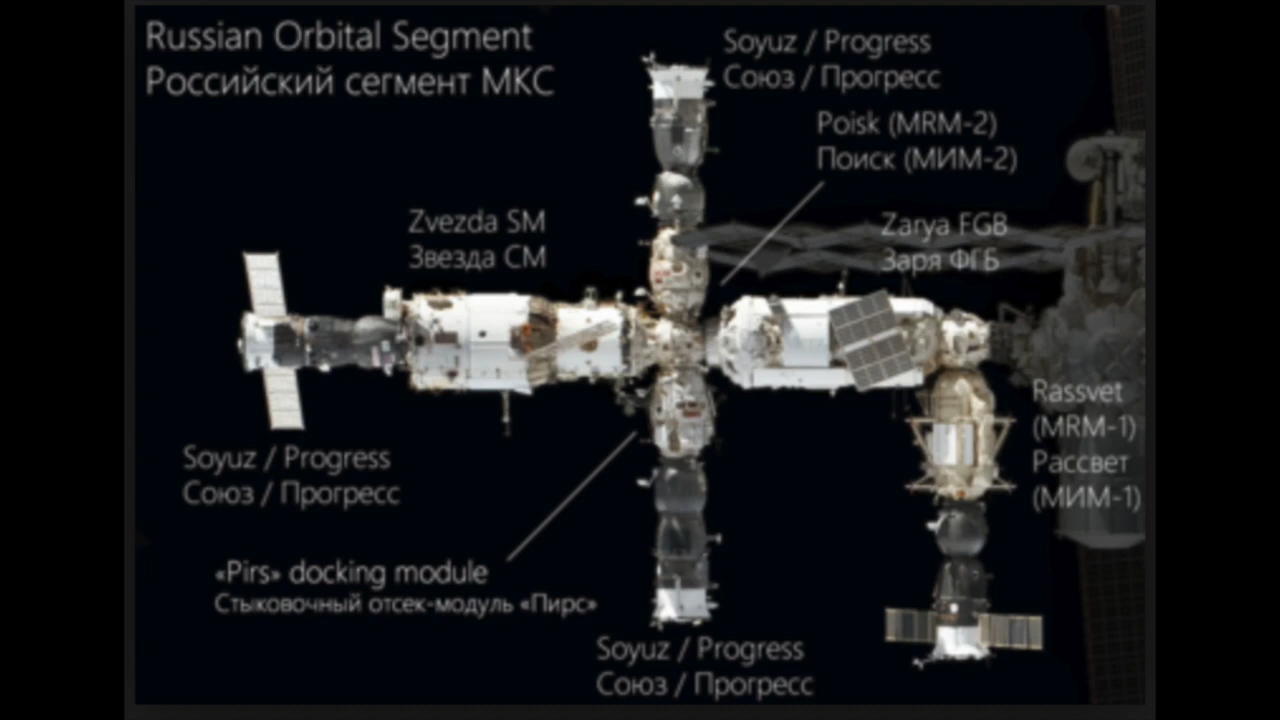 Russian Orbital Segment
Российский сегмент МКС
Soyuz / Progress
Союз / Прогресс
Poisk (MRM-2)
Поиск (МИМ-2)
Zvezda SM
Звезда СМ
Zarya FGB
Заря ФГБ
Rassvet
(MRM-1)
Рассвет
(МИМ-1)
Soyuz / Progress
Союз / Прогресс
«Pirs» docking module
Стыковочный отсек-модуль «Пирс»
Soyuz / Progress
Союз / Прогресс